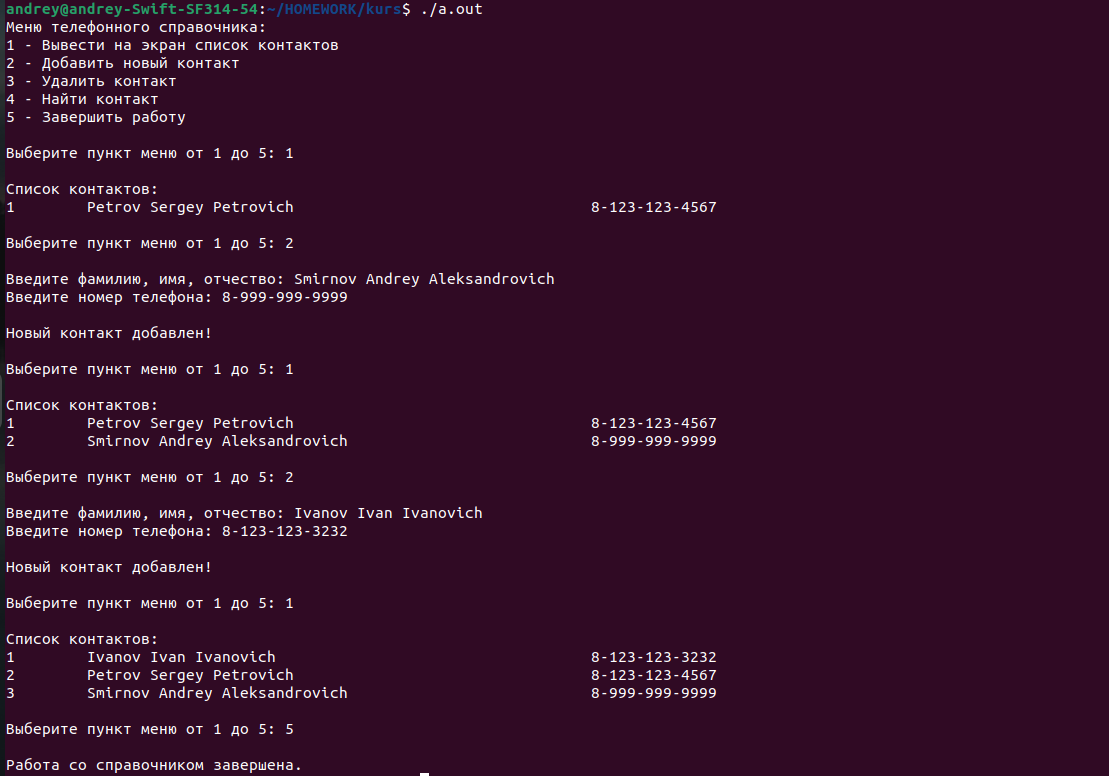 andrey@andrey-Swift-SF314-54:~/HOMEWORK/kurs$ ./a.out
Меню телефонного справочника:
1 - Вывести на экран список контактов
2 - Добавить новый контакт
3 - Удалить контакт
4 - Найти контакт
5 - Завершить работу
Выберите пункт меню от 1 до 5: 1
Список контактов:
1 Petrov Sergey Petrovich 8-123-123-4567
Выберите пункт меню от 1 до 5: 2
Введите фамилию, имя, отчество: Smirnov Andrey Aleksandrovich
Введите номер телефона: 8-999-999-9999
Новый контакт добавлен!
Выберите пункт меню от 1 до 5: 1
Список контактов:
1 Petrov Sergey Petrovich 8-123-123-4567
2 Smirnov Andrey Aleksandrovich 8-999-999-9999
Выберите пункт меню от 1 до 5: 2
Введите фамилию, имя, отчество: Ivanov Ivan Ivanovich
Введите номер телефона: 8-123-123-3232
Новый контакт добавлен!
Выберите пункт меню от 1 до 5: 1
Список контактов:
1 Ivanov Ivan Ivanovich 8-123-123-3232
2 Petrov Sergey Petrovich 8-123-123-4567
3 Smirnov Andrey Aleksandrovich 8-999-999-9999
Выберите пункт меню от 1 до 5: 5
Работа со справочником завершена.